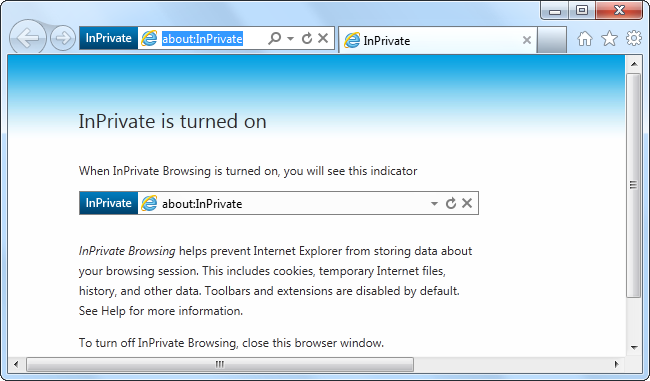 InPrivate about:InPrivate InPrivate
InPrivate is turned on
When InPrivate Browsing is turned on, you will see this indicator
InPrivate about:InPrivate
InPrivate Browsing helps prevent Internet Explorer from storing data about
your browsing session. This includes cookies, temporary Internet files,
history, and other data. Toolbars and extensions are disabled by default.
See Help for more information.
To turn off InPrivate Browsing, close this browser window.